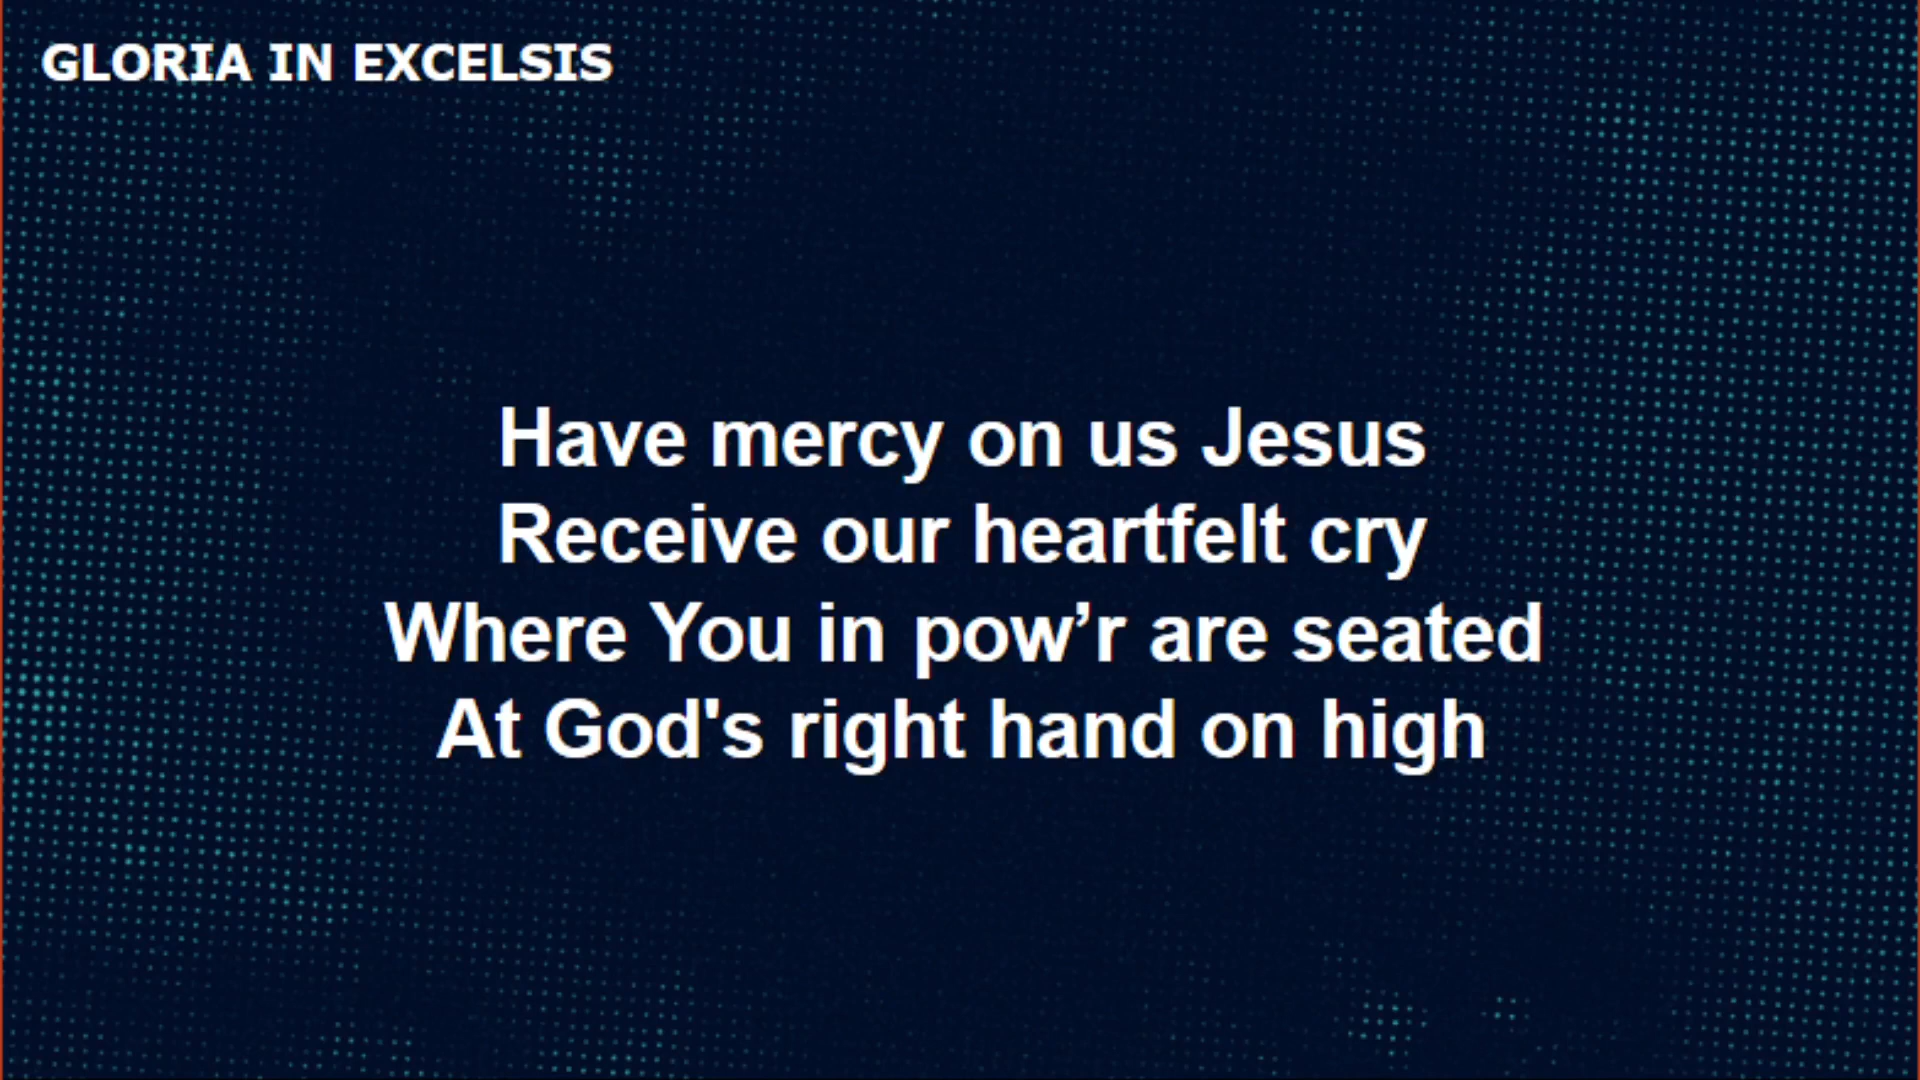 GLORIA IN EXCELSIS
Have mercy on us Jesus
Receive our heartfelt cry
Where You in pow’r are seated
At God's right hand on high